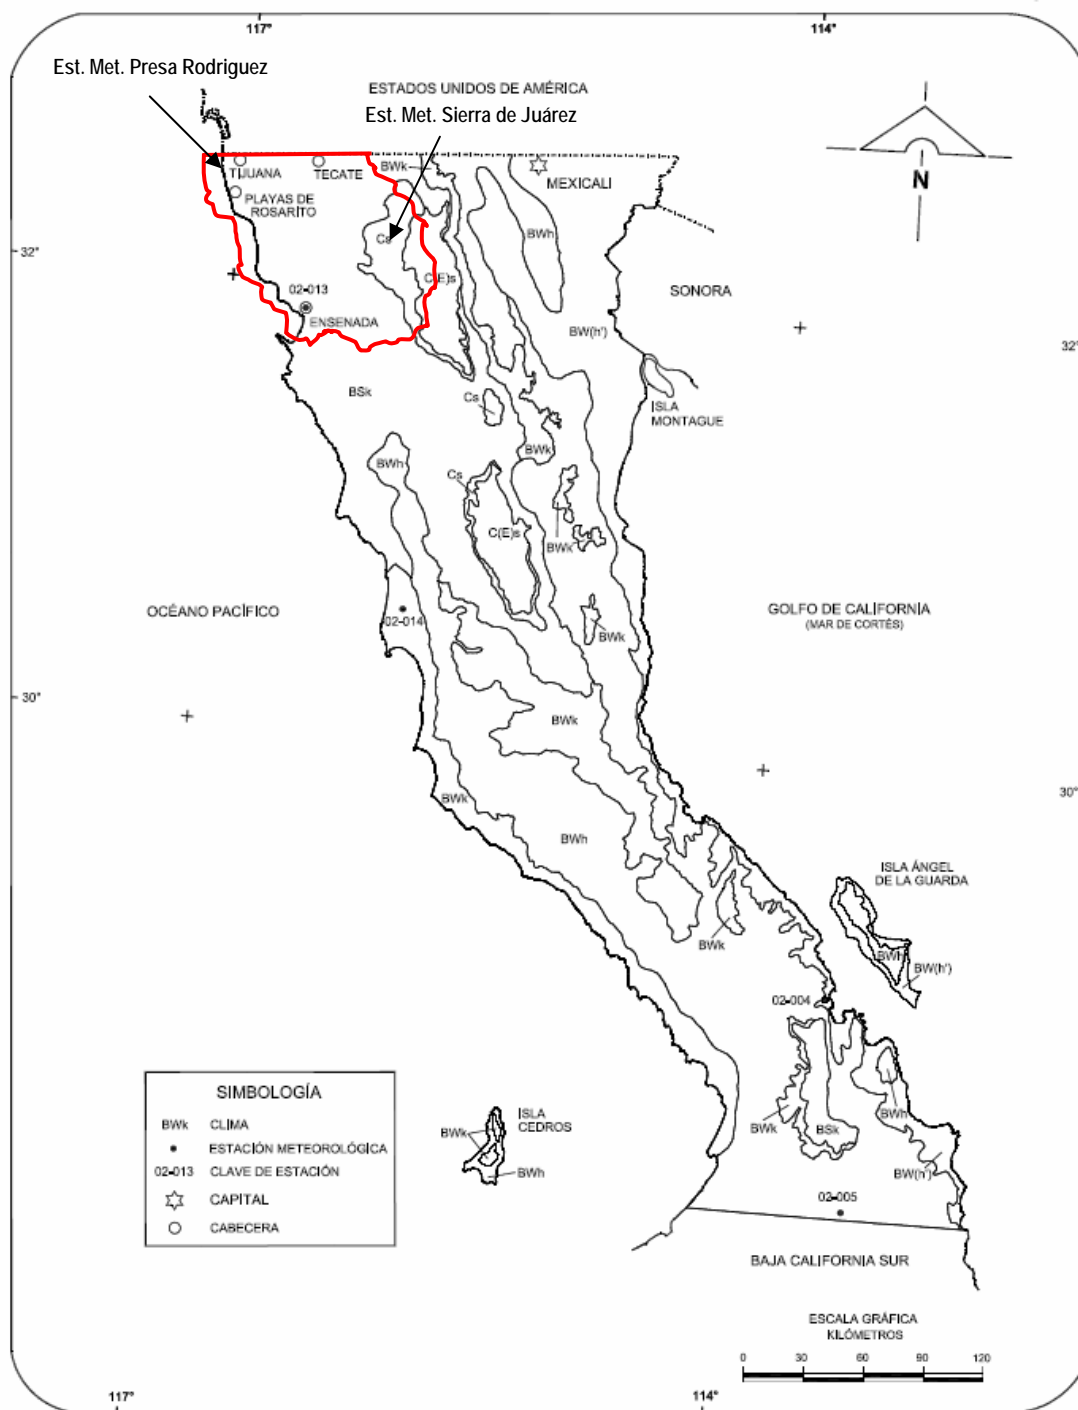 117°
114°
Est. Met. Presa Rodriguez
ESTADOS UNIDOS DE AMÉRICA
Est. Met. Sierra de Juárez
N
BWk
TIJUANA
TECATE
MEXICALI
PLAYAS DE
ROSARITO
32°
Cs
BWh
C(E)s
SONORA
02-013
ENSENADA
BW(h')
32°
BSk
Cs
ISLA
MONTAGUE
BWh
BWk
Cs
C(E)s
BWk
OCÉANO PACÍFICO
GOLFO DE CALIFORNIA
(MAR DE CORTÉS)
02-014
BWk
30°
BWk
30°
BWk
BWh
ISLA ÁNGEL
DE LA GUARDA
BWk
BWh
BW(h')
02-004
SIMBOLOGÍA
BWk CLIMA
ESTACIÓN METEOROLÓGICA
02-013 CLAVE DE ESTACIÓN
CAPITAL
CABECERA
ISLA
CEDROS
BWk
BWh
BWk
BSk
BWh
BW(h')
02-005
BAJA CALIFORNIA SUR
ESCALA GRÁFICA
KILÓMETROS
0 30 60 90 120
117°
114°